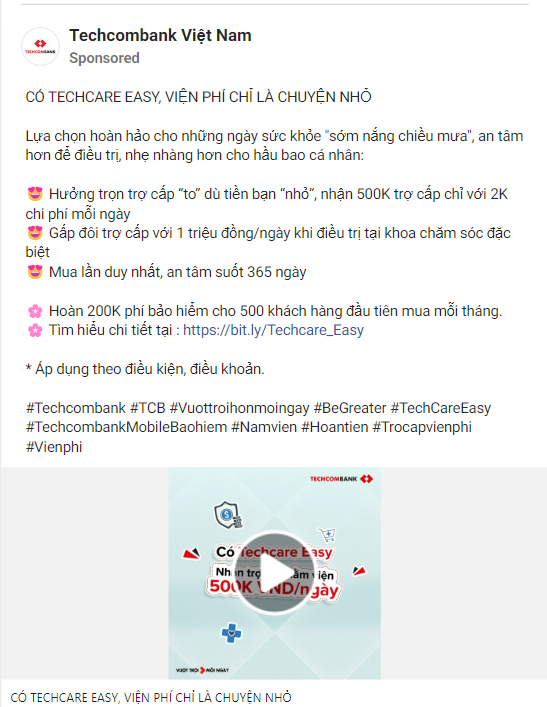 Techcombank Việt Nam
TECHCOMBANK
Sponsored
CÓ TECHCARE EASY, VIỆN PHÍ CHỈ LÀ CHUYỆN NHỎ
Lựa chọn hoàn hảo cho những ngày sức khỏe "sớm nắng chiều mưa", an tâm
hơn để điều trị, nhẹ nhàng hơn cho hầu bao cá nhân:
😍 Hưởng trọn trợ cấp “to” dù tiền bạn “nhỏ”, nhận 500K trợ cấp chỉ với 2K
chi phí mỗi ngày
😍 Gấp đôi trợ cấp với 1 triệu đồng/ngày khi điều trị tại khoa chăm sóc đặc
biệt
😍 Mua lần duy nhất, an tâm suốt 365 ngày
🌸 Hoàn 200K phí bảo hiểm cho 500 khách hàng đầu tiên mua mỗi tháng.
🌸 Tìm hiểu chi tiết tại : https://bit.ly/Techcare_Easy
* Áp dụng theo điều kiện, điều khoản.
#Techcombank #TCB #Vuottroihonmoingay #BeGreater #TechCareEasy
#TechcombankMobileBaohiem #Namvien #Hoantien #Trocapvienphi
#Vienphi
TECHCOMBANK
Có Techcare Easy
Nhận viện
500K VND/ngày
VƯỢT TRỘI MỖI NGÀY
CÓ TECHCARE EASY, VIỆN PHÍ CHỈ LÀ CHUYỆN NHỎ